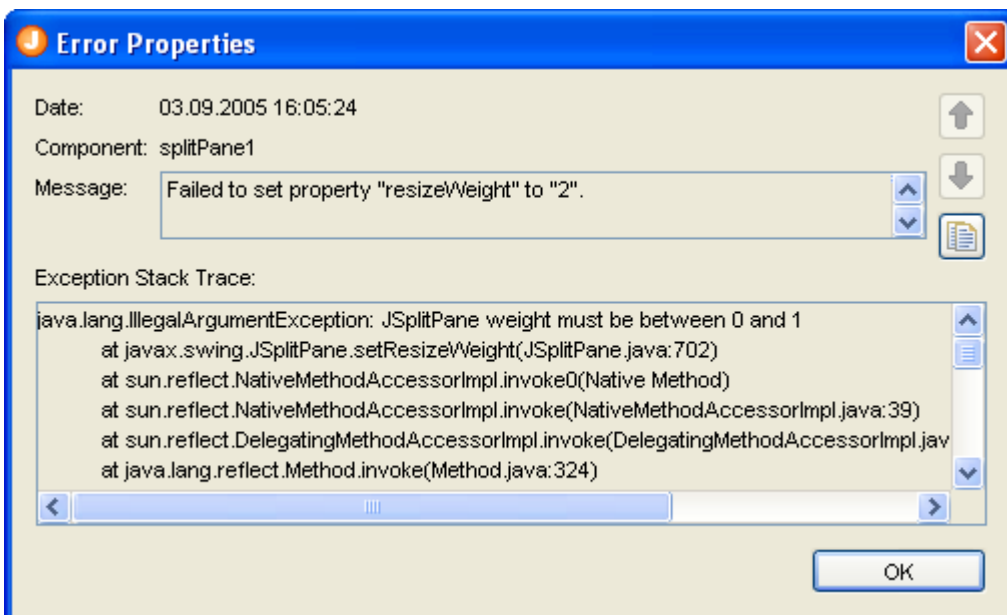 J Error Properties
Date: 03.09.2005 16:05:24
Component: splitPane1
Message: Failed to set property "resizeWeight" to "2".
Exception Stack Trace:
java.lang.IllegalArgumentException: JSplitPane weight must be between 0 and 1
at javax.swing.JSplitPane.setResizeWeight(JSplitPane.java:702)
at sun.reflect.NativeMethodAccessorImpl.invoke0(Native Method)
at sun.reflect.NativeMethodAccessorImpl.invoke(NativeMethodAccessorImpl.java:39)
at sun.reflect.DelegatingMethodAccessorImpl.invoke(DelegatingMethodAccessorImpl.jav
at java.lang.reflect.Method.invoke(Method.java:324)
OK